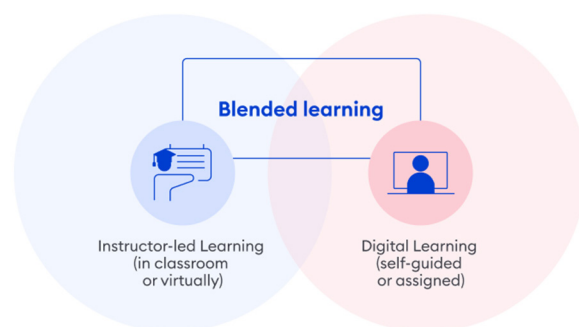 Blended learning
Instructor-led Learning
(in classroom
or virtually)
Digital Learning
(self-guided
or assigned)